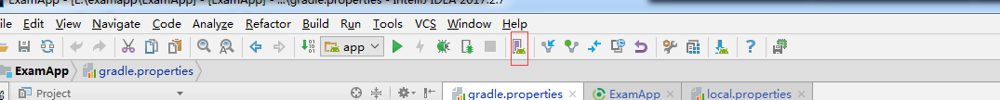 ExamApp - [E:\examapp\ExamApp] - [ExamApp] - ...\gradle.properties - IntelliJ IDEA 2017.2.7
ile Edit View Navigate Code Analyze Refactor Build Run Tools VCS Window Help
app
ExamApp gradle.properties
Project gradle.properties ExamApp local.properties